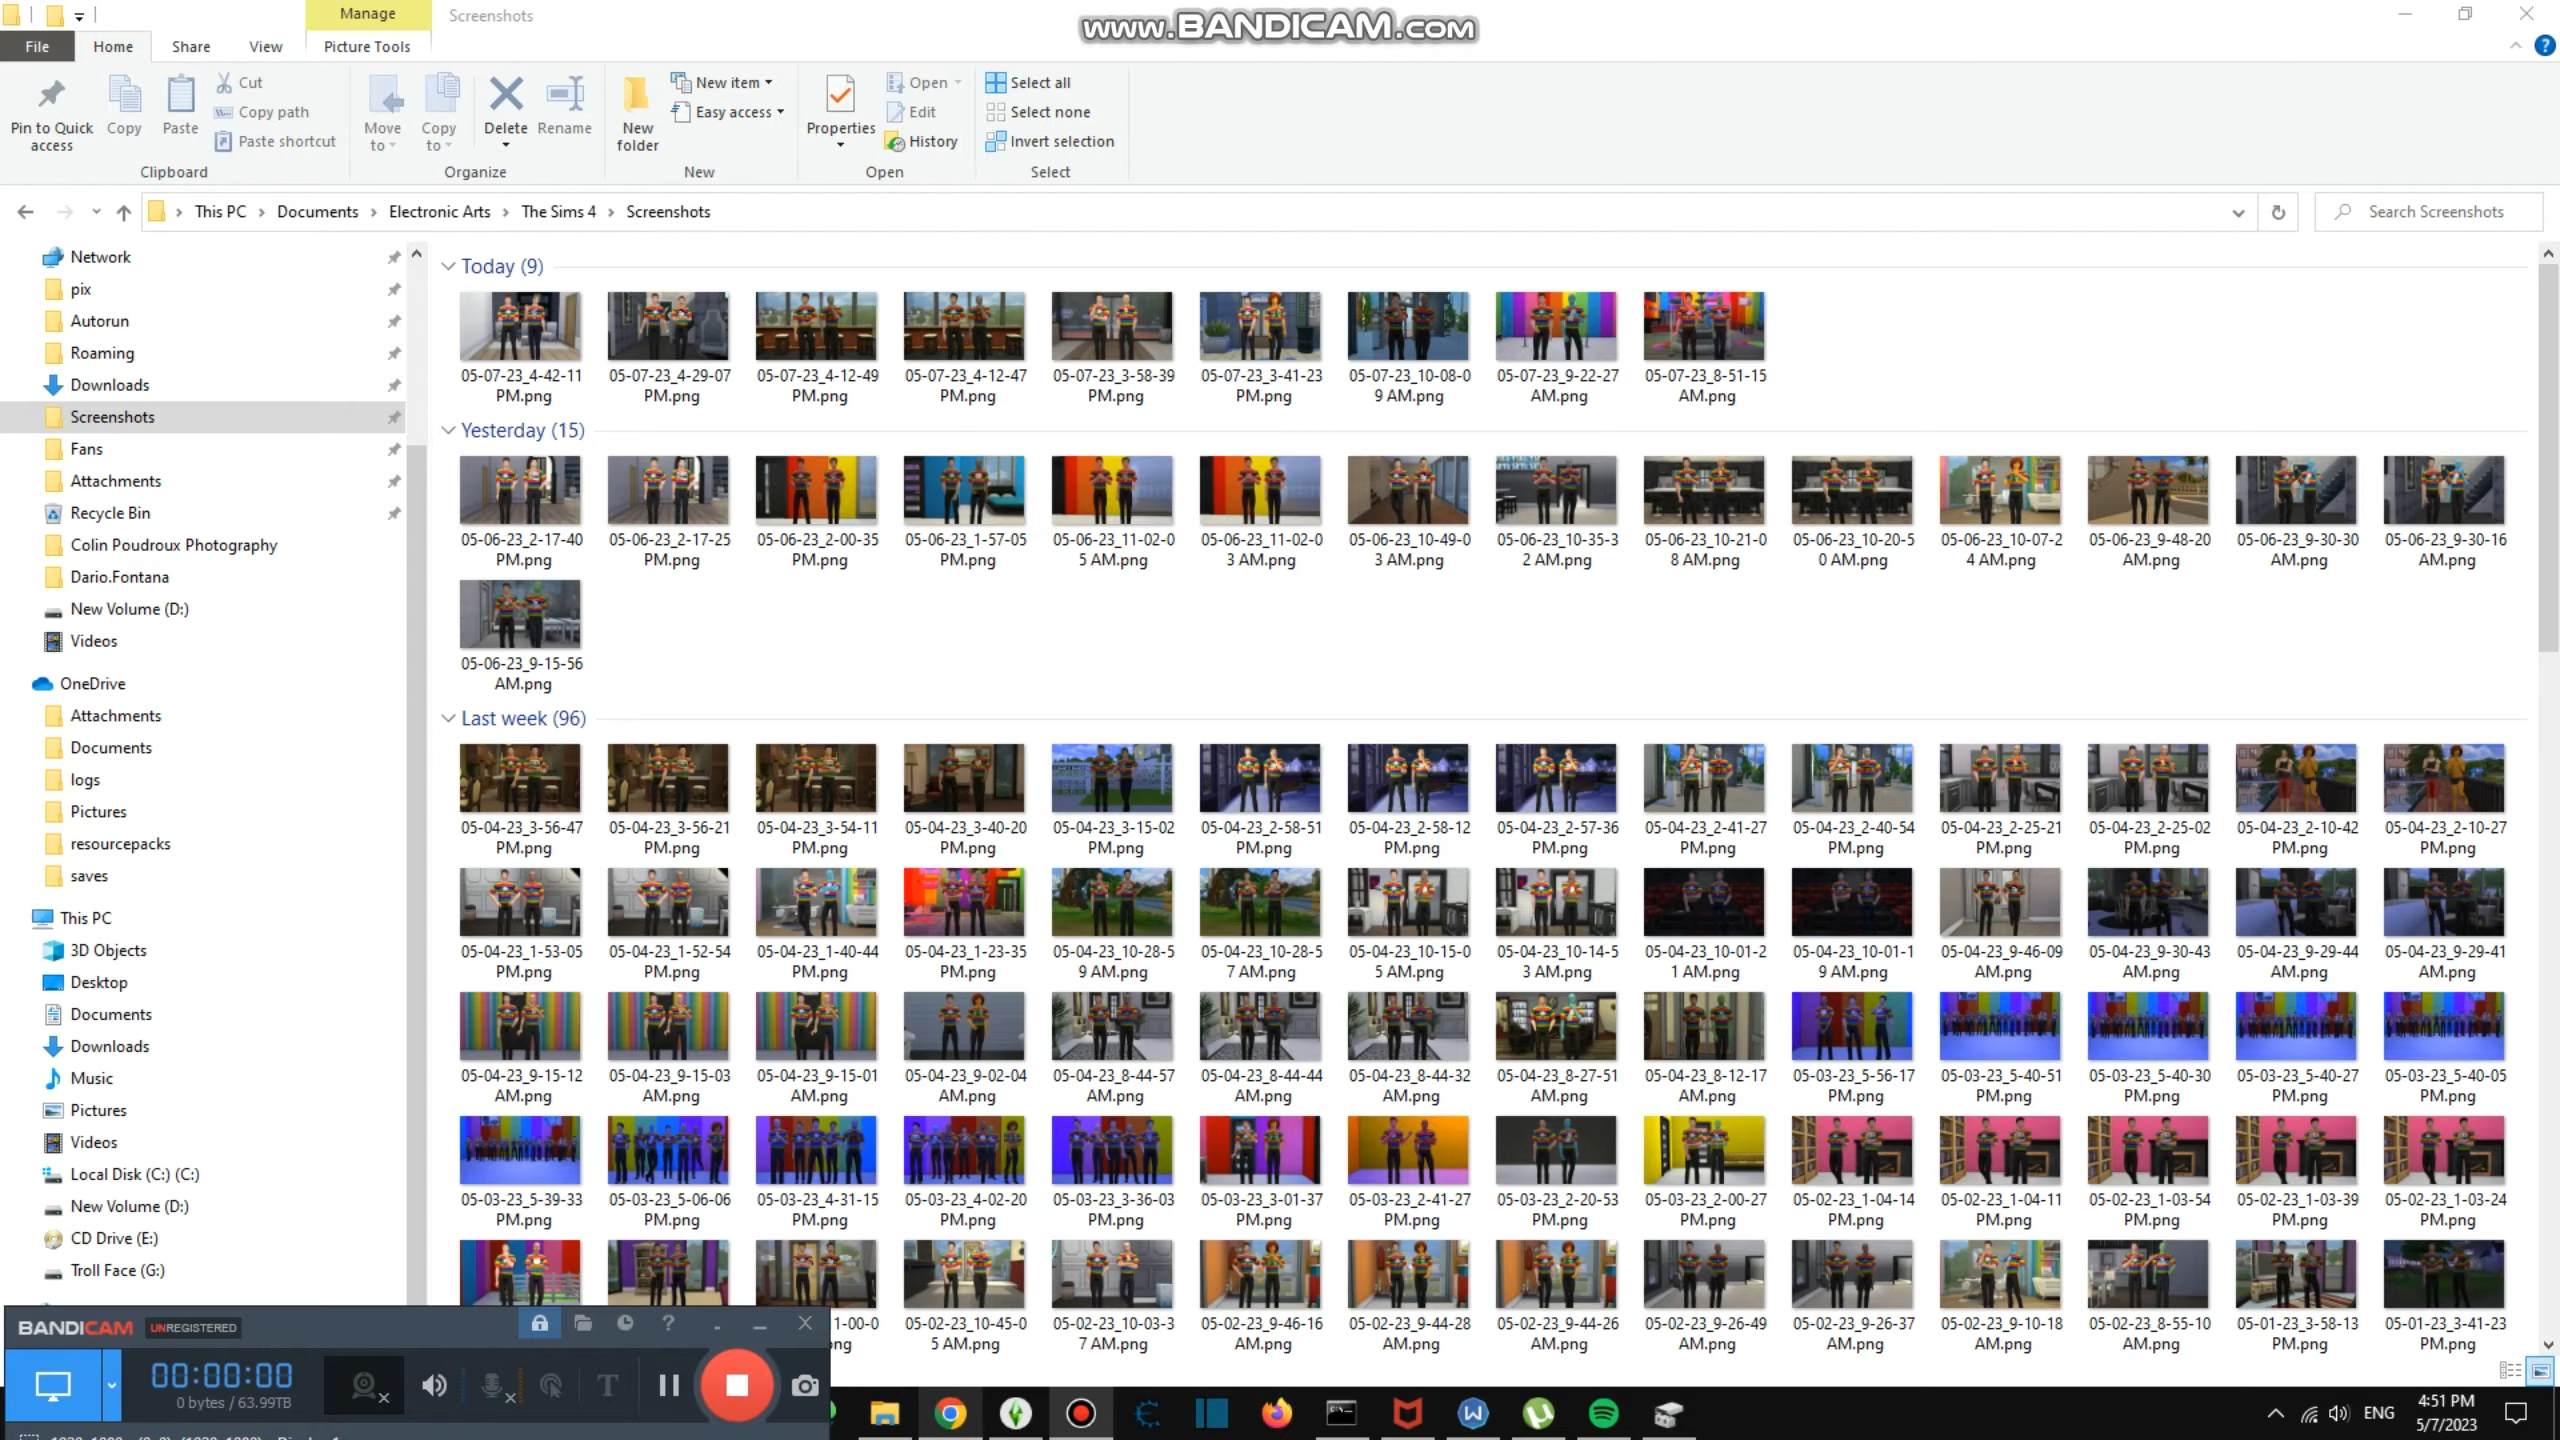 Manage
Screenshots
www.BANDICAM.com
File
Home
Share
View
Picture Tools
Pin to Quick
access
Copy
Paste
Cut
Copy path
Paste shortcut
Move
to
Copy
to
Delete
Rename
New
folder
New item
Easy access
Properties
Open
Edit
History
Select all
Select none
Invert selection
Clipboard
Organize
New
Open
Select
This PC
Documents
Electronic Arts
The Sims 4
Screenshots
Search Screenshots
Network
pix
Autorun
Roaming
Downloads
Screenshots
Fans
Attachments
Recycle Bin
Colin Poudroux Photography
Dario.Fontana
New Volume (D:)
Videos
OneDrive
Attachments
Documents
logs
Pictures
resourcepacks
saves
This PC
3D Objects
Desktop
Documents
Downloads
Music
Pictures
Videos
Local Disk (C:) (C:)
New Volume (D:)
CD Drive (E:)
Troll Face (G:)
Today (9)
05-07-23_4-42-11 05-07-23_4-29-07 05-07-23_4-12-49 05-07-23_4-12-47 05-07-23_3-58-39 05-07-23_3-41-23 05-07-23_10-08-0 05-07-23_9-22-27 05-07-23_8-51-15
PM.png PM.png PM.png PM.png PM.png PM.png 9 AM.png AM.png AM.png
Yesterday (15)
05-06-23_2-17-40 05-06-23_2-17-25 05-06-23_2-00-35 05-06-23_1-57-05 05-06-23_11-02-0 05-06-23_11-02-0 05-06-23_10-49-0 05-06-23_10-35-3 05-06-23_10-21-0 05-06-23_10-20-5 05-06-23_10-07-2 05-06-23_9-48-20 05-06-23_9-30-30 05-06-23_9-30-16
PM.png PM.png PM.png PM.png 5 AM.png 3 AM.png 3 AM.png 2 AM.png 8 AM.png 0 AM.png 4 AM.png AM.png AM.png AM.png
05-06-23_9-15-56
AM.png
Last week (96)
05-04-23_3-56-47 05-04-23_3-56-21 05-04-23_3-54-11 05-04-23_3-40-20 05-04-23_3-15-02 05-04-23_2-58-51 05-04-23_2-58-12 05-04-23_2-57-36 05-04-23_2-41-27 05-04-23_2-40-54 05-04-23_2-25-21 05-04-23_2-25-02 05-04-23_2-10-42 05-04-23_2-10-27
PM.png PM.png PM.png PM.png PM.png PM.png PM.png PM.png PM.png PM.png PM.png PM.png PM.png PM.png
05-04-23_1-53-05 05-04-23_1-52-54 05-04-23_1-40-44 05-04-23_1-23-35 05-04-23_10-28-5 05-04-23_10-28-5 05-04-23_10-15-0 05-04-23_10-14-5 05-04-23_10-01-2 05-04-23_10-01-1 05-04-23_9-46-09 05-04-23_9-30-43 05-04-23_9-29-44 05-04-23_9-29-41
PM.png PM.png PM.png PM.png 9 AM.png 7 AM.png 5 AM.png 3 AM.png 1 AM.png 9 AM.png AM.png AM.png AM.png AM.png
05-04-23_9-15-12 05-04-23_9-15-03 05-04-23_9-15-01 05-04-23_9-02-04 05-04-23_8-44-57 05-04-23_8-44-44 05-04-23_8-44-32 05-04-23_8-27-51 05-04-23_8-12-17 05-03-23_5-56-17 05-03-23_5-40-51 05-03-23_5-40-30 05-03-23_5-40-27 05-03-23_5-40-05
AM.png AM.png AM.png AM.png AM.png AM.png AM.png AM.png AM.png PM.png PM.png PM.png PM.png PM.png
05-03-23_5-39-33 05-03-23_5-06-06 05-03-23_4-31-15 05-03-23_4-02-20 05-03-23_3-36-03 05-03-23_3-01-37 05-03-23_2-41-27 05-03-23_2-20-53 05-03-23_2-00-27 05-02-23_1-04-14 05-02-23_1-04-11 05-02-23_1-03-54 05-02-23_1-03-39 05-02-23_1-03-24
PM.png PM.png PM.png PM.png PM.png PM.png PM.png PM.png PM.png PM.png PM.png PM.png PM.png PM.png
1-00-0 05-02-23_10-45-0 05-02-23_10-03-3 05-02-23_9-46-16 05-02-23_9-44-28 05-02-23_9-44-26 05-02-23_9-26-49 05-02-23_9-26-37 05-02-23_9-10-18 05-02-23_8-55-10 05-01-23_3-58-13 05-01-23_3-41-23
ng 5 AM.png 7 AM.png AM.png AM.png AM.png AM.png AM.png AM.png AM.png PM.png PM.png
BANDICAM UNREGISTERED
00:00:00
0 bytes / 63.99TB
ENG
4:51 PM
5/7/2023